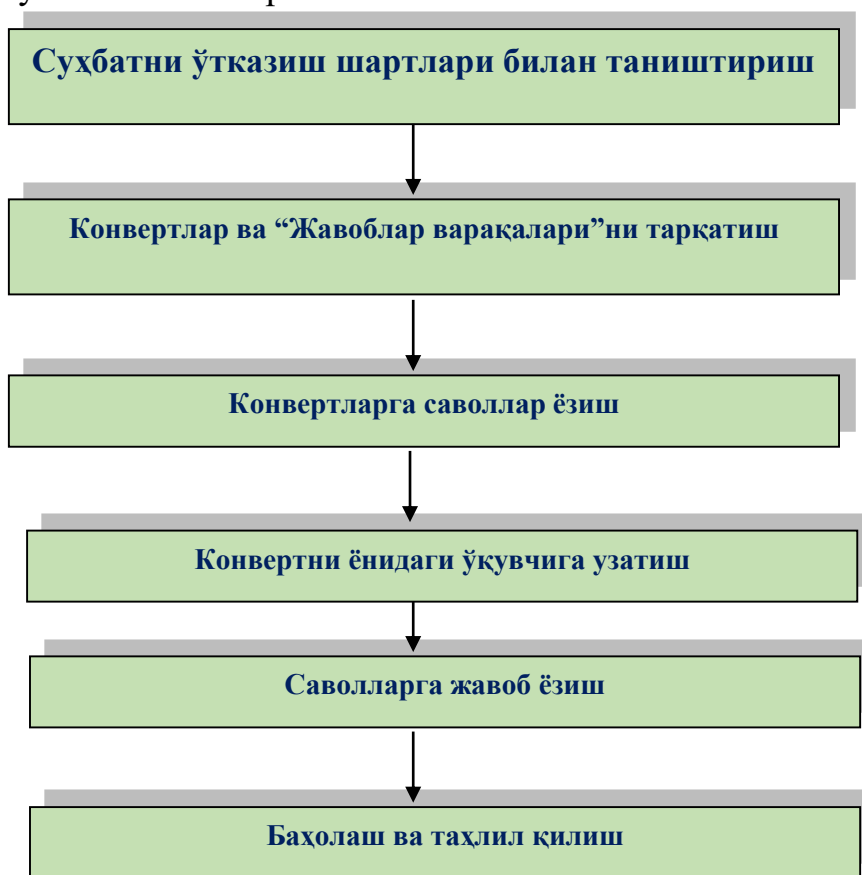 Суҳбатни ўтказиш шартлари билан таништириш
Конвертлар ва “Жавоблар варақалари”ни тарқатиш
Конвертларга саволлар ёзиш
Конвертни ёнидаги ўқувчига узатиш
Саволларга жавоб ёзиш
Баҳолаш ва таҳлил қилиш